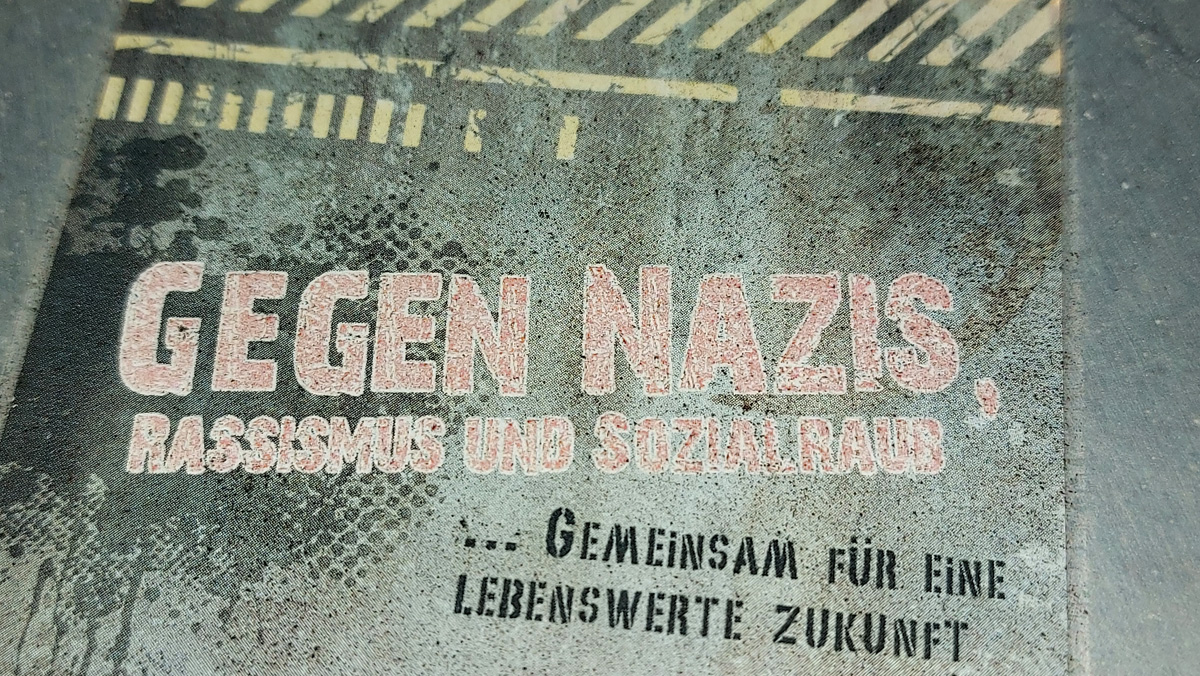 GEGEN NAZIS,
RASSISMUS UND SOZIALRAUB
... GEMEINSAM FÜR EINE
LEBENSWERTE ZUKUNFT